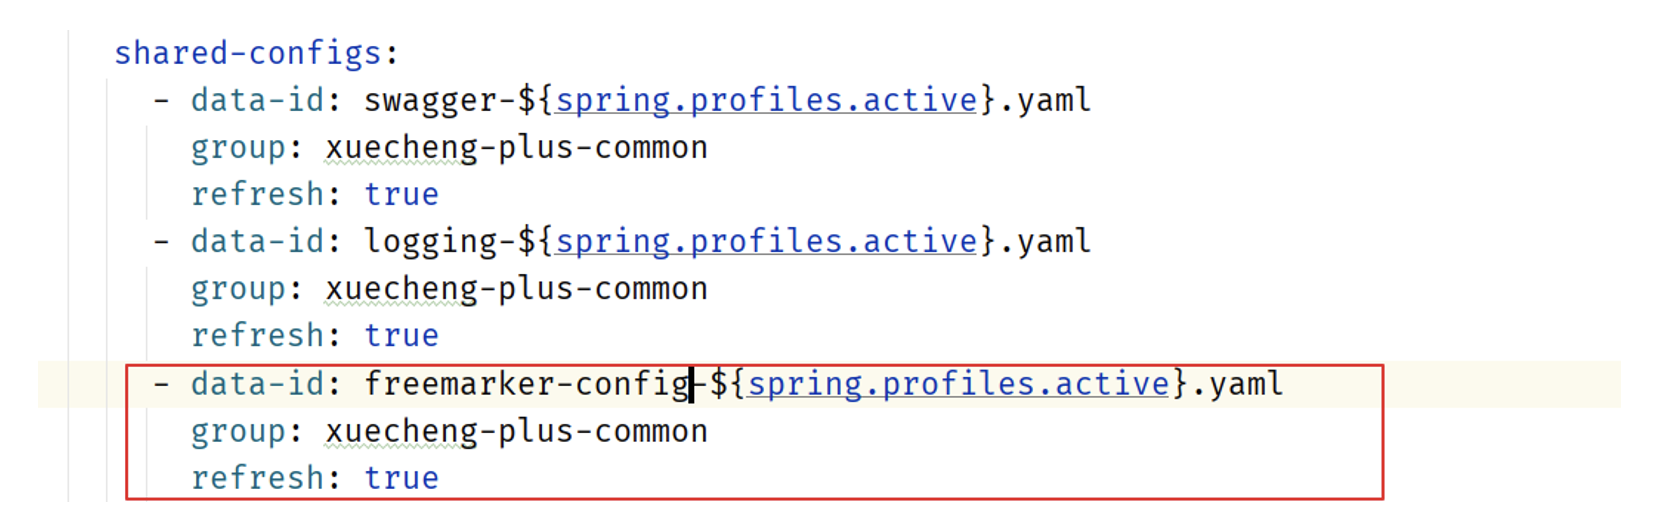 shared-configs:
- data-id: swagger-${spring.profiles.active}.yaml
group: xuecheng-plus-common
refresh: true
- data-id: logging-${spring.profiles.active}.yaml
group: xuecheng-plus-common
refresh: true
- data-id: freemarker-config-${spring.profiles.active}.yaml
group: xuecheng-plus-common
refresh: true